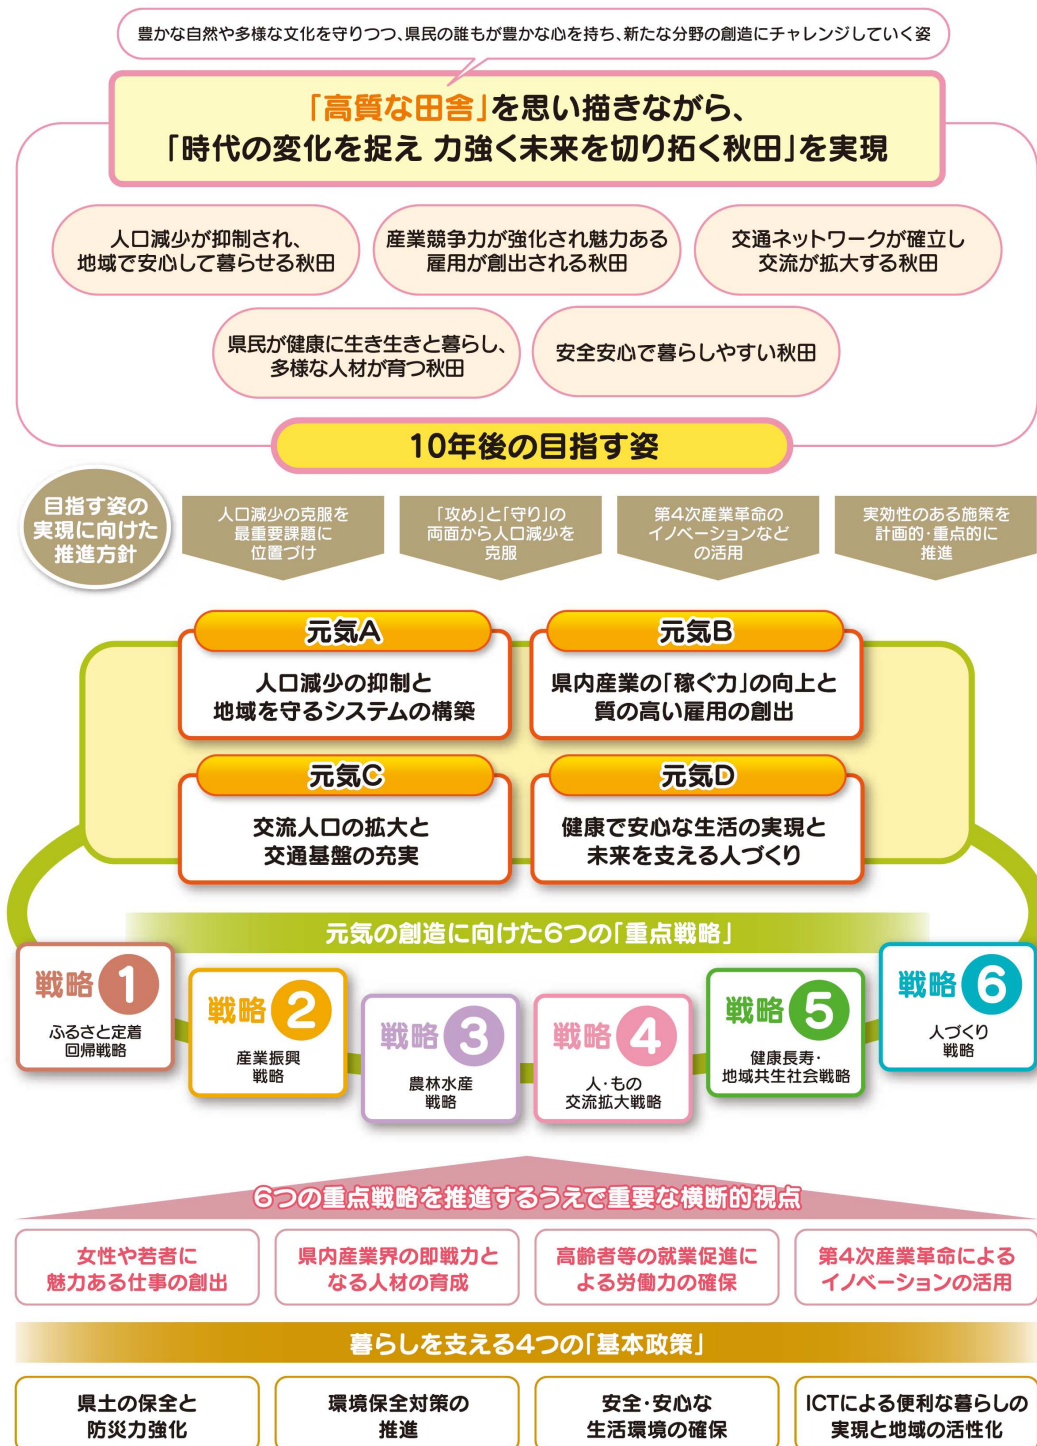 豊かな自然や多様な文化を守りつつ、県民の誰もが豊かな心を持ち、新たな分野の創造にチャレンジしていく姿
「高質な田舎」を思い描きながら、
「時代の変化を捉え 力強く未来を切り拓く秋田」を実現
人口減少が抑制され、
地域で安心して暮らせる秋田
産業競争力が強化され魅力ある
雇用が創出される秋田
交通ネットワークが確立し
交流が拡大する秋田
県民が健康に生き生きと暮らし、
多様な人材が育つ秋田
安全安心で暮らしやすい秋田
10年後の目指す姿
目指す姿の
実現に向けた
推進方針
人口減少の克服を
最重要課題に
位置づけ
「攻め」と「守り」の
両面から人口減少を
克服
第4次産業革命の
イノベーションなど
の活用
実効性のある施策を
計画的・重点的に
推進
元気A
人口減少の抑制と
地域を守るシステムの構築
元気B
県内産業の「稼ぐ力」の向上と
質の高い雇用の創出
元気C
交流人口の拡大と
交通基盤の充実
元気D
健康で安心な生活の実現と
未来を支える人づくり
元気の創造に向けた6つの「重点戦略」
戦略1
ふるさと定着
回帰戦略
戦略2
産業振興
戦略
戦略3
農林水産
戦略
戦略4
人・もの
交流拡大戦略
戦略5
健康長寿・
地域共生社会戦略
戦略6
人づくり
戦略
6つの重点戦略を推進するうえで重要な横断的視点
女性や若者に
魅力ある仕事の創出
県内産業界の即戦力と
なる人材の育成
高齢者等の就業促進に
よる労働力の確保
第4次産業革命による
イノベーションの活用
暮らしを支える4つの「基本政策」
県土の保全と
防災力強化
環境保全対策の
推進
安全・安心な
生活環境の確保
ICTによる便利な暮らしの
実現と地域の活性化